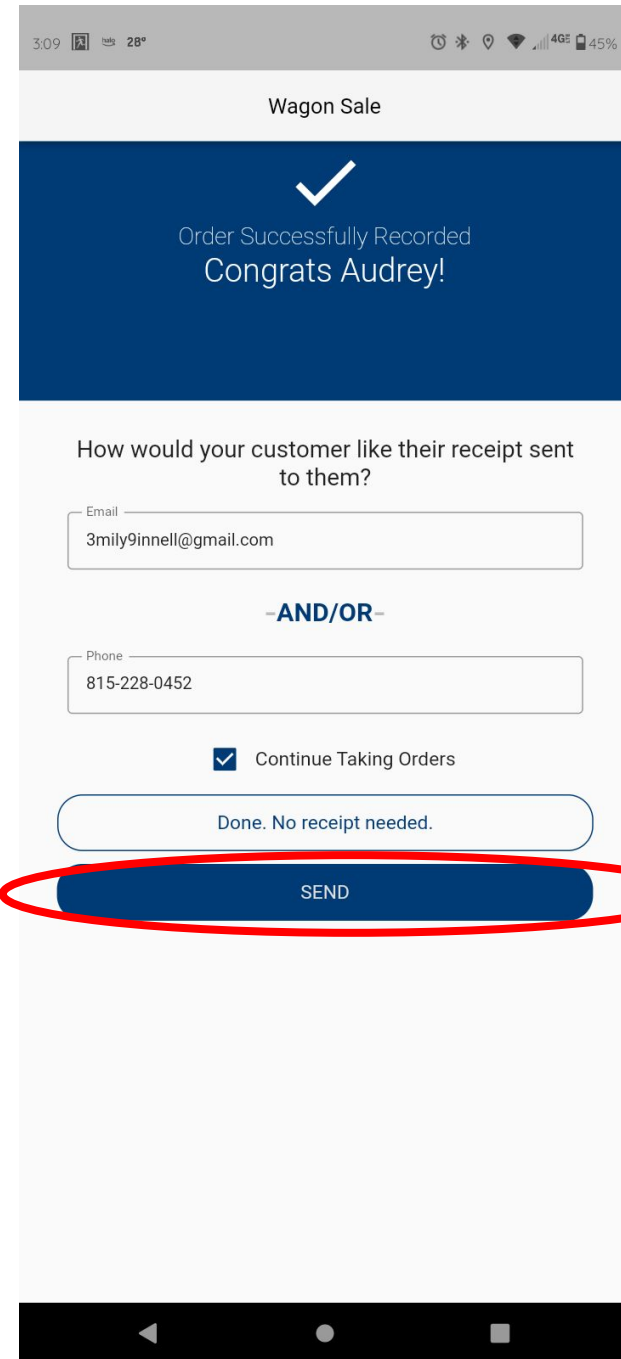 3:09 28° 4G 45%
Wagon Sale
Order Successfully Recorded
Congrats Audrey!
How would your customer like their receipt sent
to them?
Email
3mily9innell@gmail.com
-AND/OR-
Phone
815-228-0452
Continue Taking Orders
Done. No receipt needed.
SEND